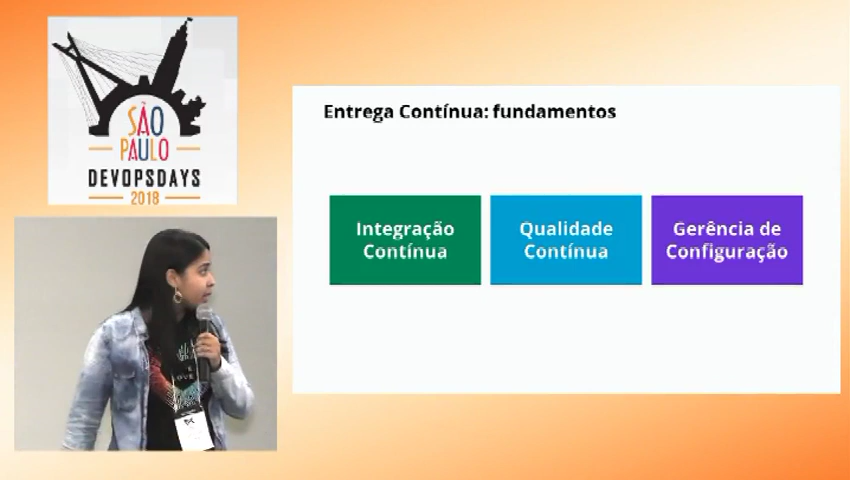 SÃO
PAULO
DEVOPSDAYS
2018
Entrega Contínua: fundamentos
Integração
Contínua
Qualidade
Contínua
Gerência de
Configuração